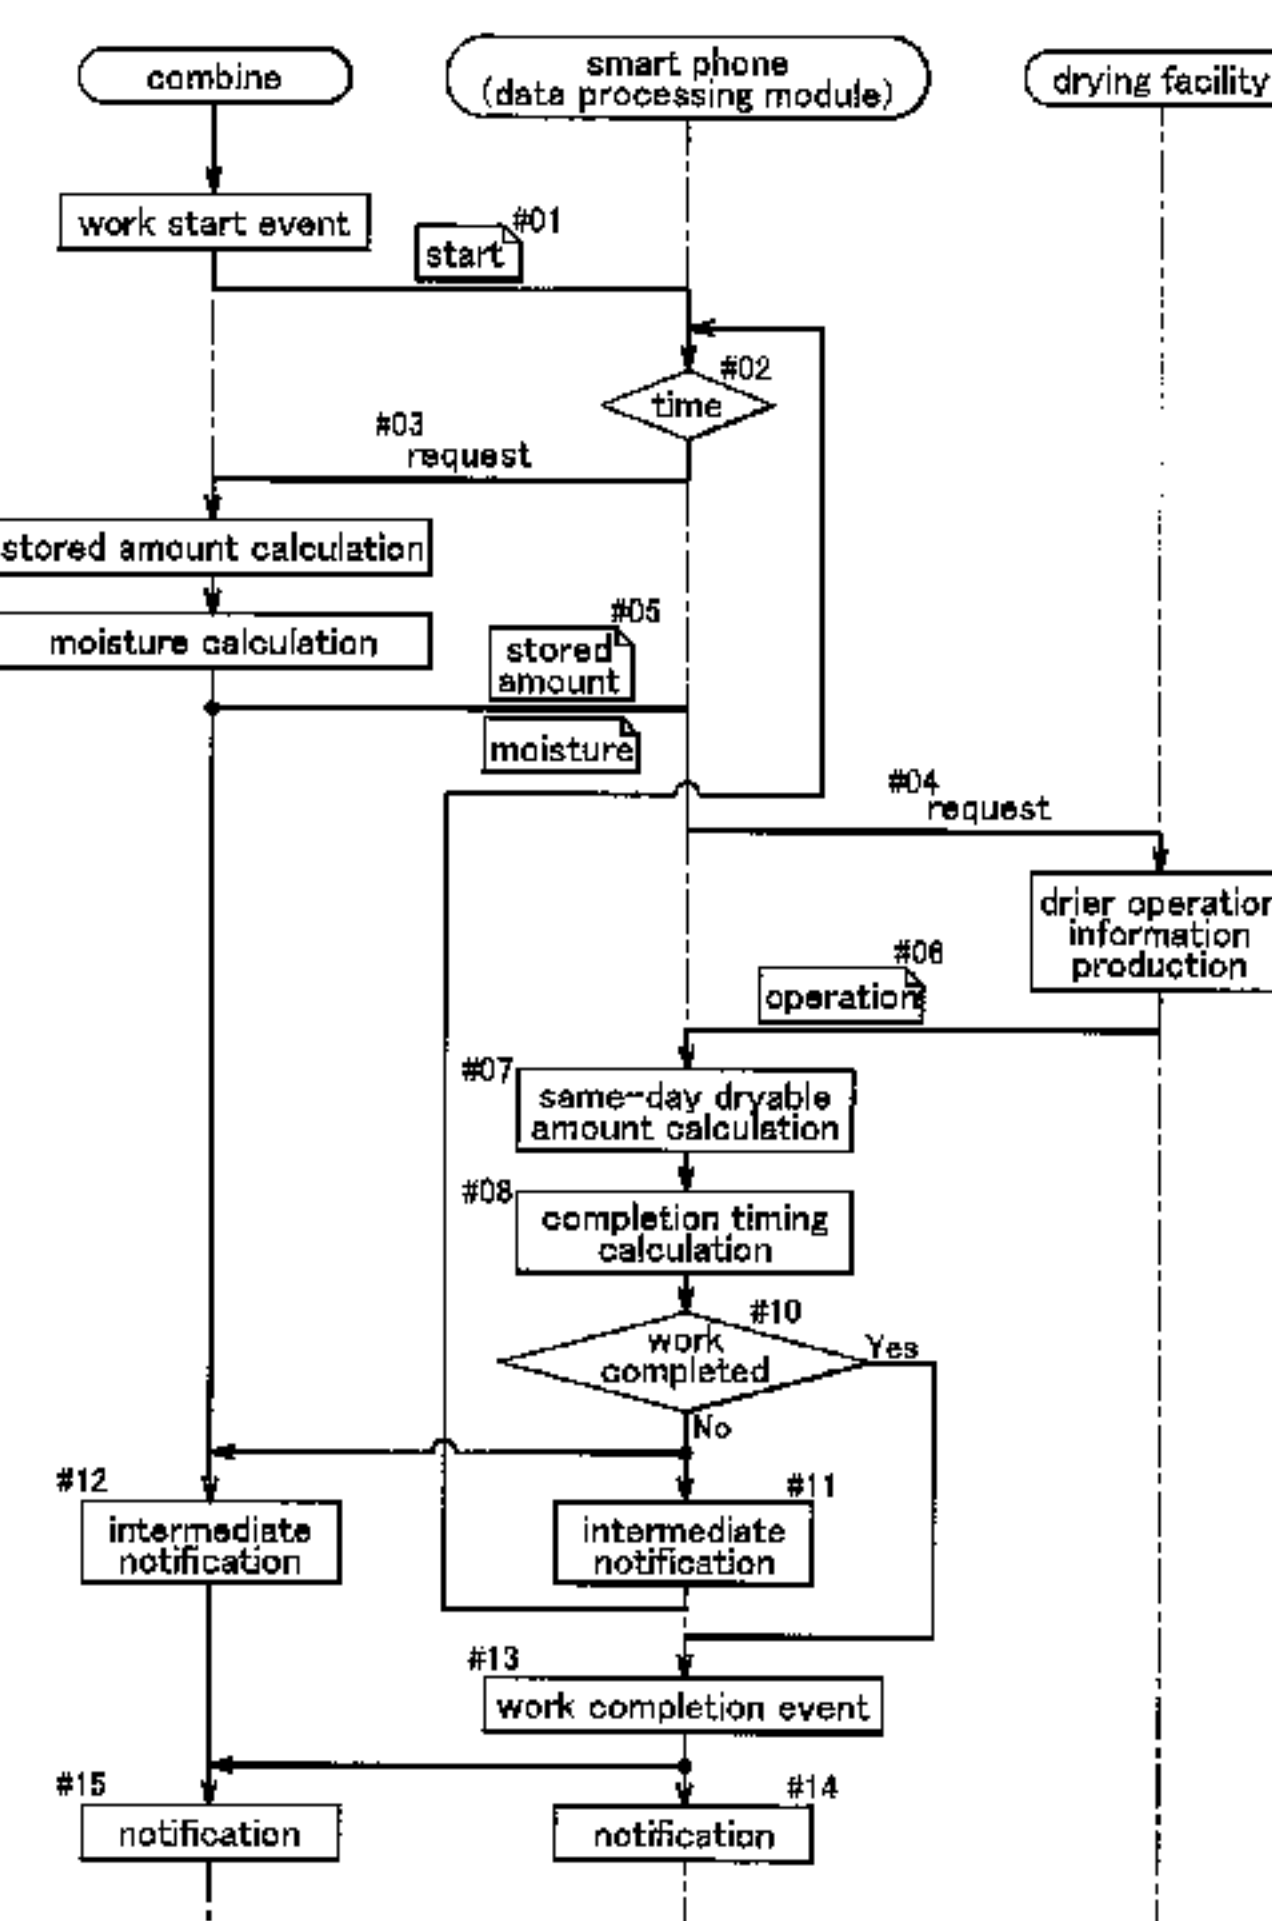 combine
smart phone
(data processing module)
drying facility
work start event
#01
start
#02
time
#03
request
stored amount calculation
moisture calculation
#05
stored
amount
moisture
#04
request
drier operation
information
production
#06
operation
#07
same-day dryable
amount calculation
#08
completion timing
calculation
#10
work
completed
Yes
No
#12
intermediate
notification
#11
intermediate
notification
#13
work completion event
#15
notification
#14
notification